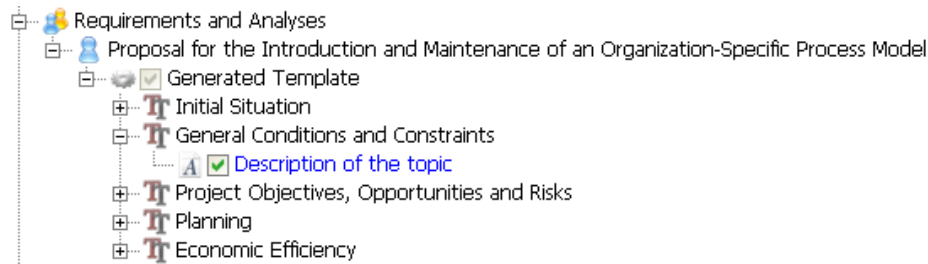 Requirements and Analyses
Proposal for the Introduction and Maintenance of an Organization-Specific Process Model
Generated Template
Initial Situation
General Conditions and Constraints
Description of the topic
Project Objectives, Opportunities and Risks
Planning
Economic Efficiency